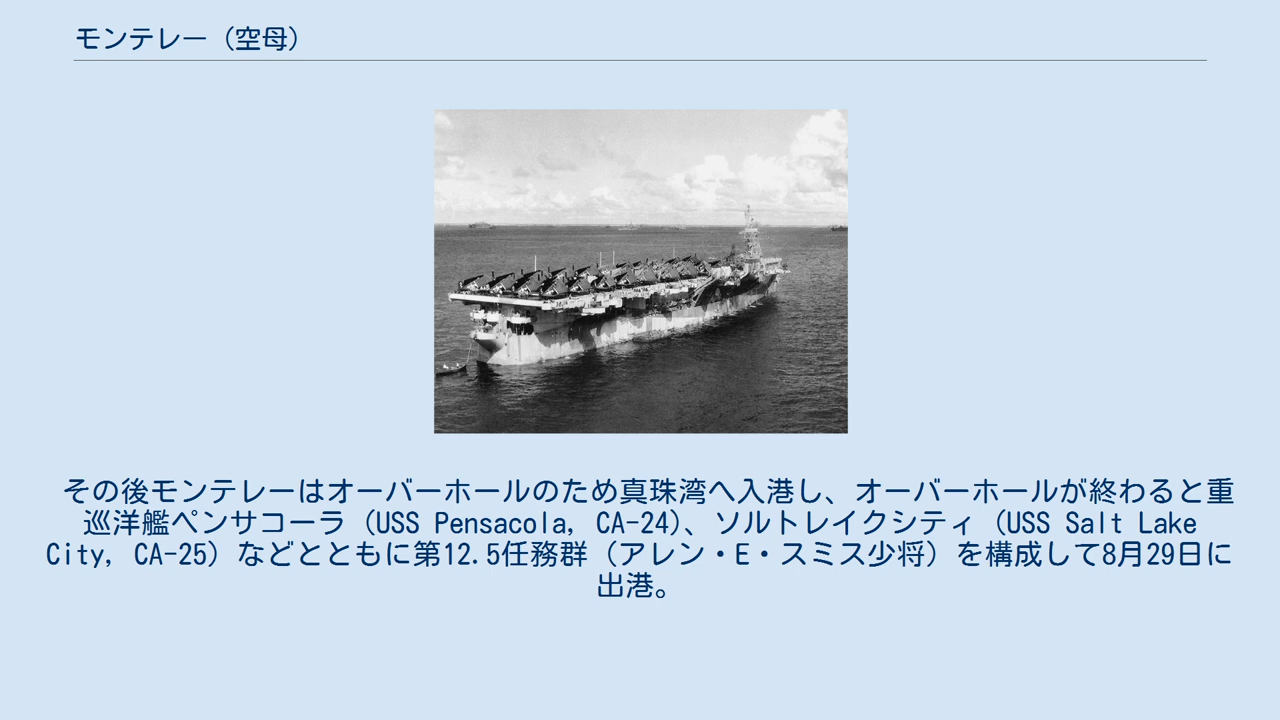 モンテレー（空母）
その後モンテレーはオーバーホールのため真珠湾へ入港し、オーバーホールが終わると重
巡洋艦ペンサコーラ（USS Pensacola, CA-24）、ソルトレイクシティ（USS Salt Lake
City, CA-25）などとともに第12.5任務群（アレン・E・スミス少将）を構成して8月29日に
出港。